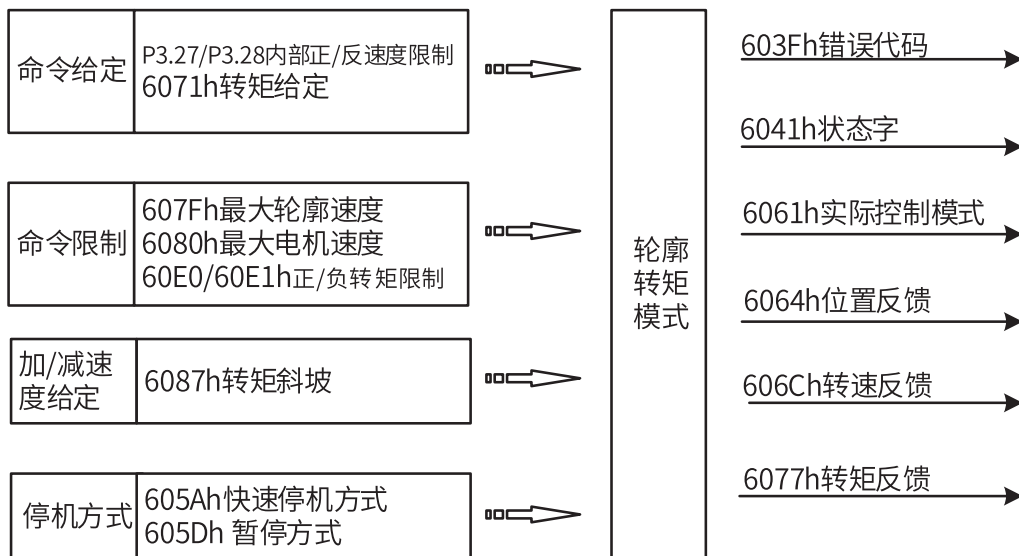 命令给定
P3.27/P3.28内部正/反速度限制
6071h转矩给定
命令限制
607Fh最大轮廓速度
6080h最大电机速度
60E0/60E1h正/负转矩限制
加/减速
度给定
6087h转矩斜坡
停机方式
605Ah快速停机方式
605Dh 暂停方式
轮廓
转矩
模式
603Fh错误代码
6041h状态字
6061h实际控制模式
6064h位置反馈
606Ch转速反馈
6077h转矩反馈